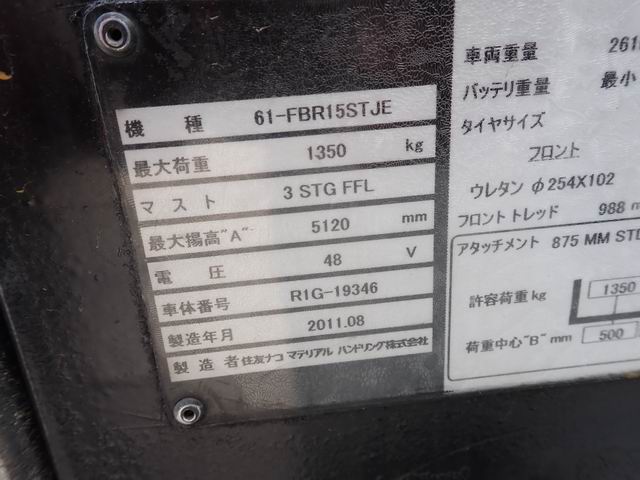 機 種 61-FBR15STJE
最大荷重 1350 kg
マスト 3 STG FFL
最大揚高"A" 5120 mm
電 圧 48 V
車体番号 R1G-19346
製造年月 2011.08
製造者 住友ナコ マテリアル ハンドリング株式会社
車両重量
バッテリ重量 最小
タイヤサイズ
フロント
ウレタン φ254X102
フロント トレッド 988
アタッチメント 875 MM
許容荷重 kg 1350
荷重中心"B" mm 500